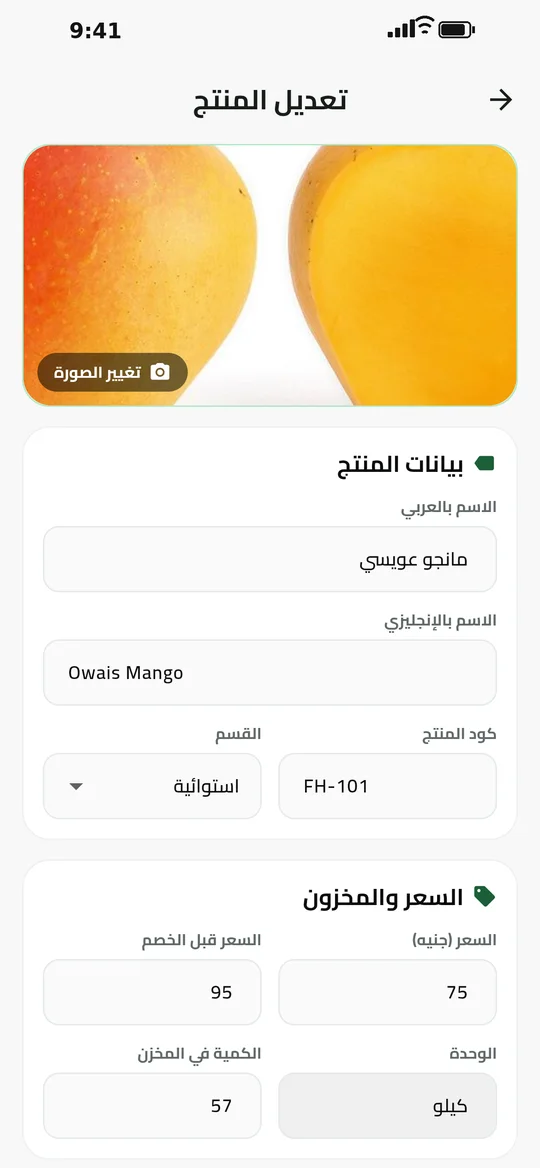 9:41
تعديل المنتج
تغيير الصورة
بيانات المنتج
الاسم بالعربي
مانجو عويسي
الاسم بالإنجليزي
Owais Mango
كود المنتج
القسم
FH-101
استوائية
السعر والمخزون
السعر (جنيه)
السعر قبل الخصم
75
95
الوحدة
الكمية في المخزن
كيلو
57